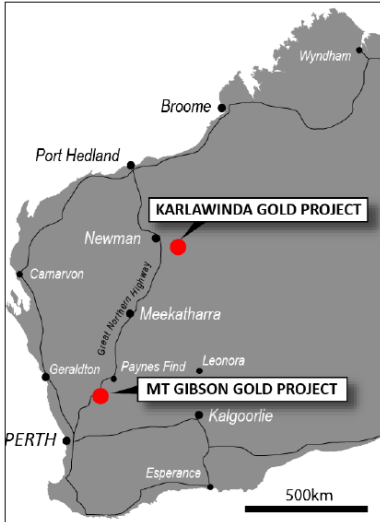 Wyndham
Broome
Port Hedland
KARLAWINDA GOLD PROJECT
Newman
Carnarvon
Great Northern Highway
Meekatharra
Geraldton
Paynes Find
Leonora
MT GIBSON GOLD PROJECT
Kalgoorlie
PERTH
Esperance
500km